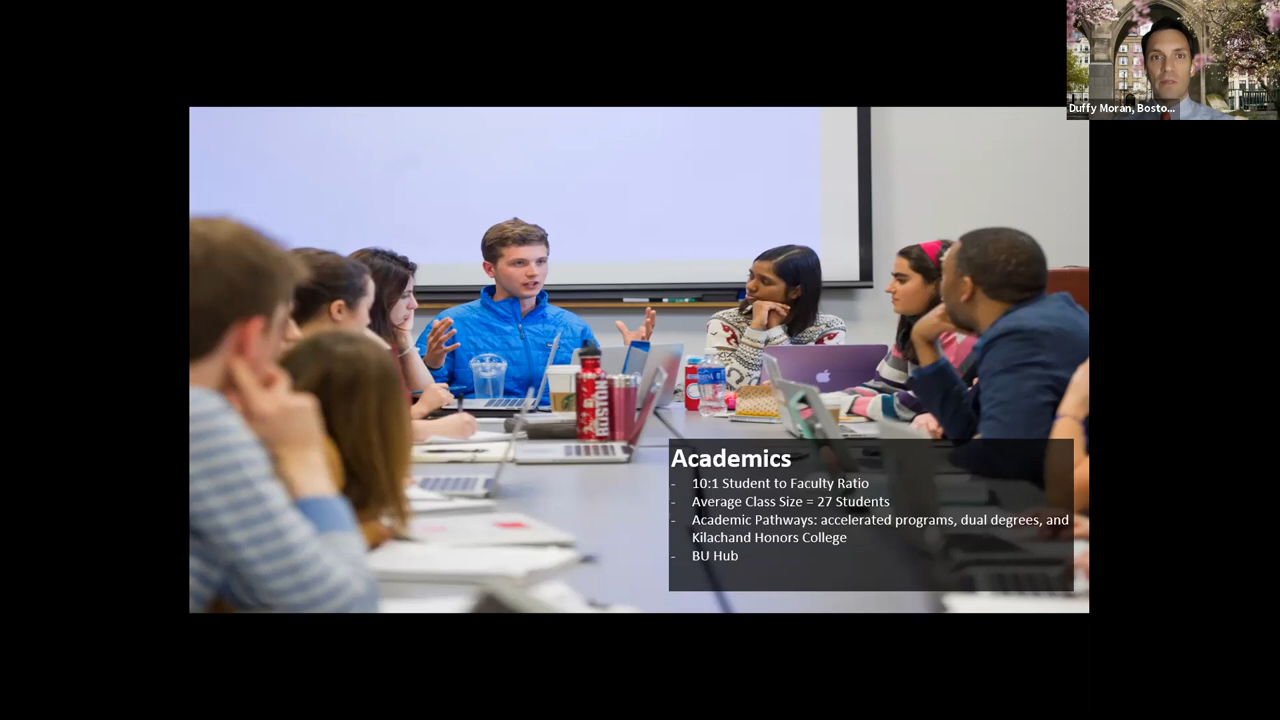 Duffy Moran, Bosto...
BOSTON
Academics
- 10:1 Student to Faculty Ratio
- Average Class Size = 27 Students
- Academic Pathways: accelerated programs, dual degrees, and
Kilachand Honors College
- BU Hub